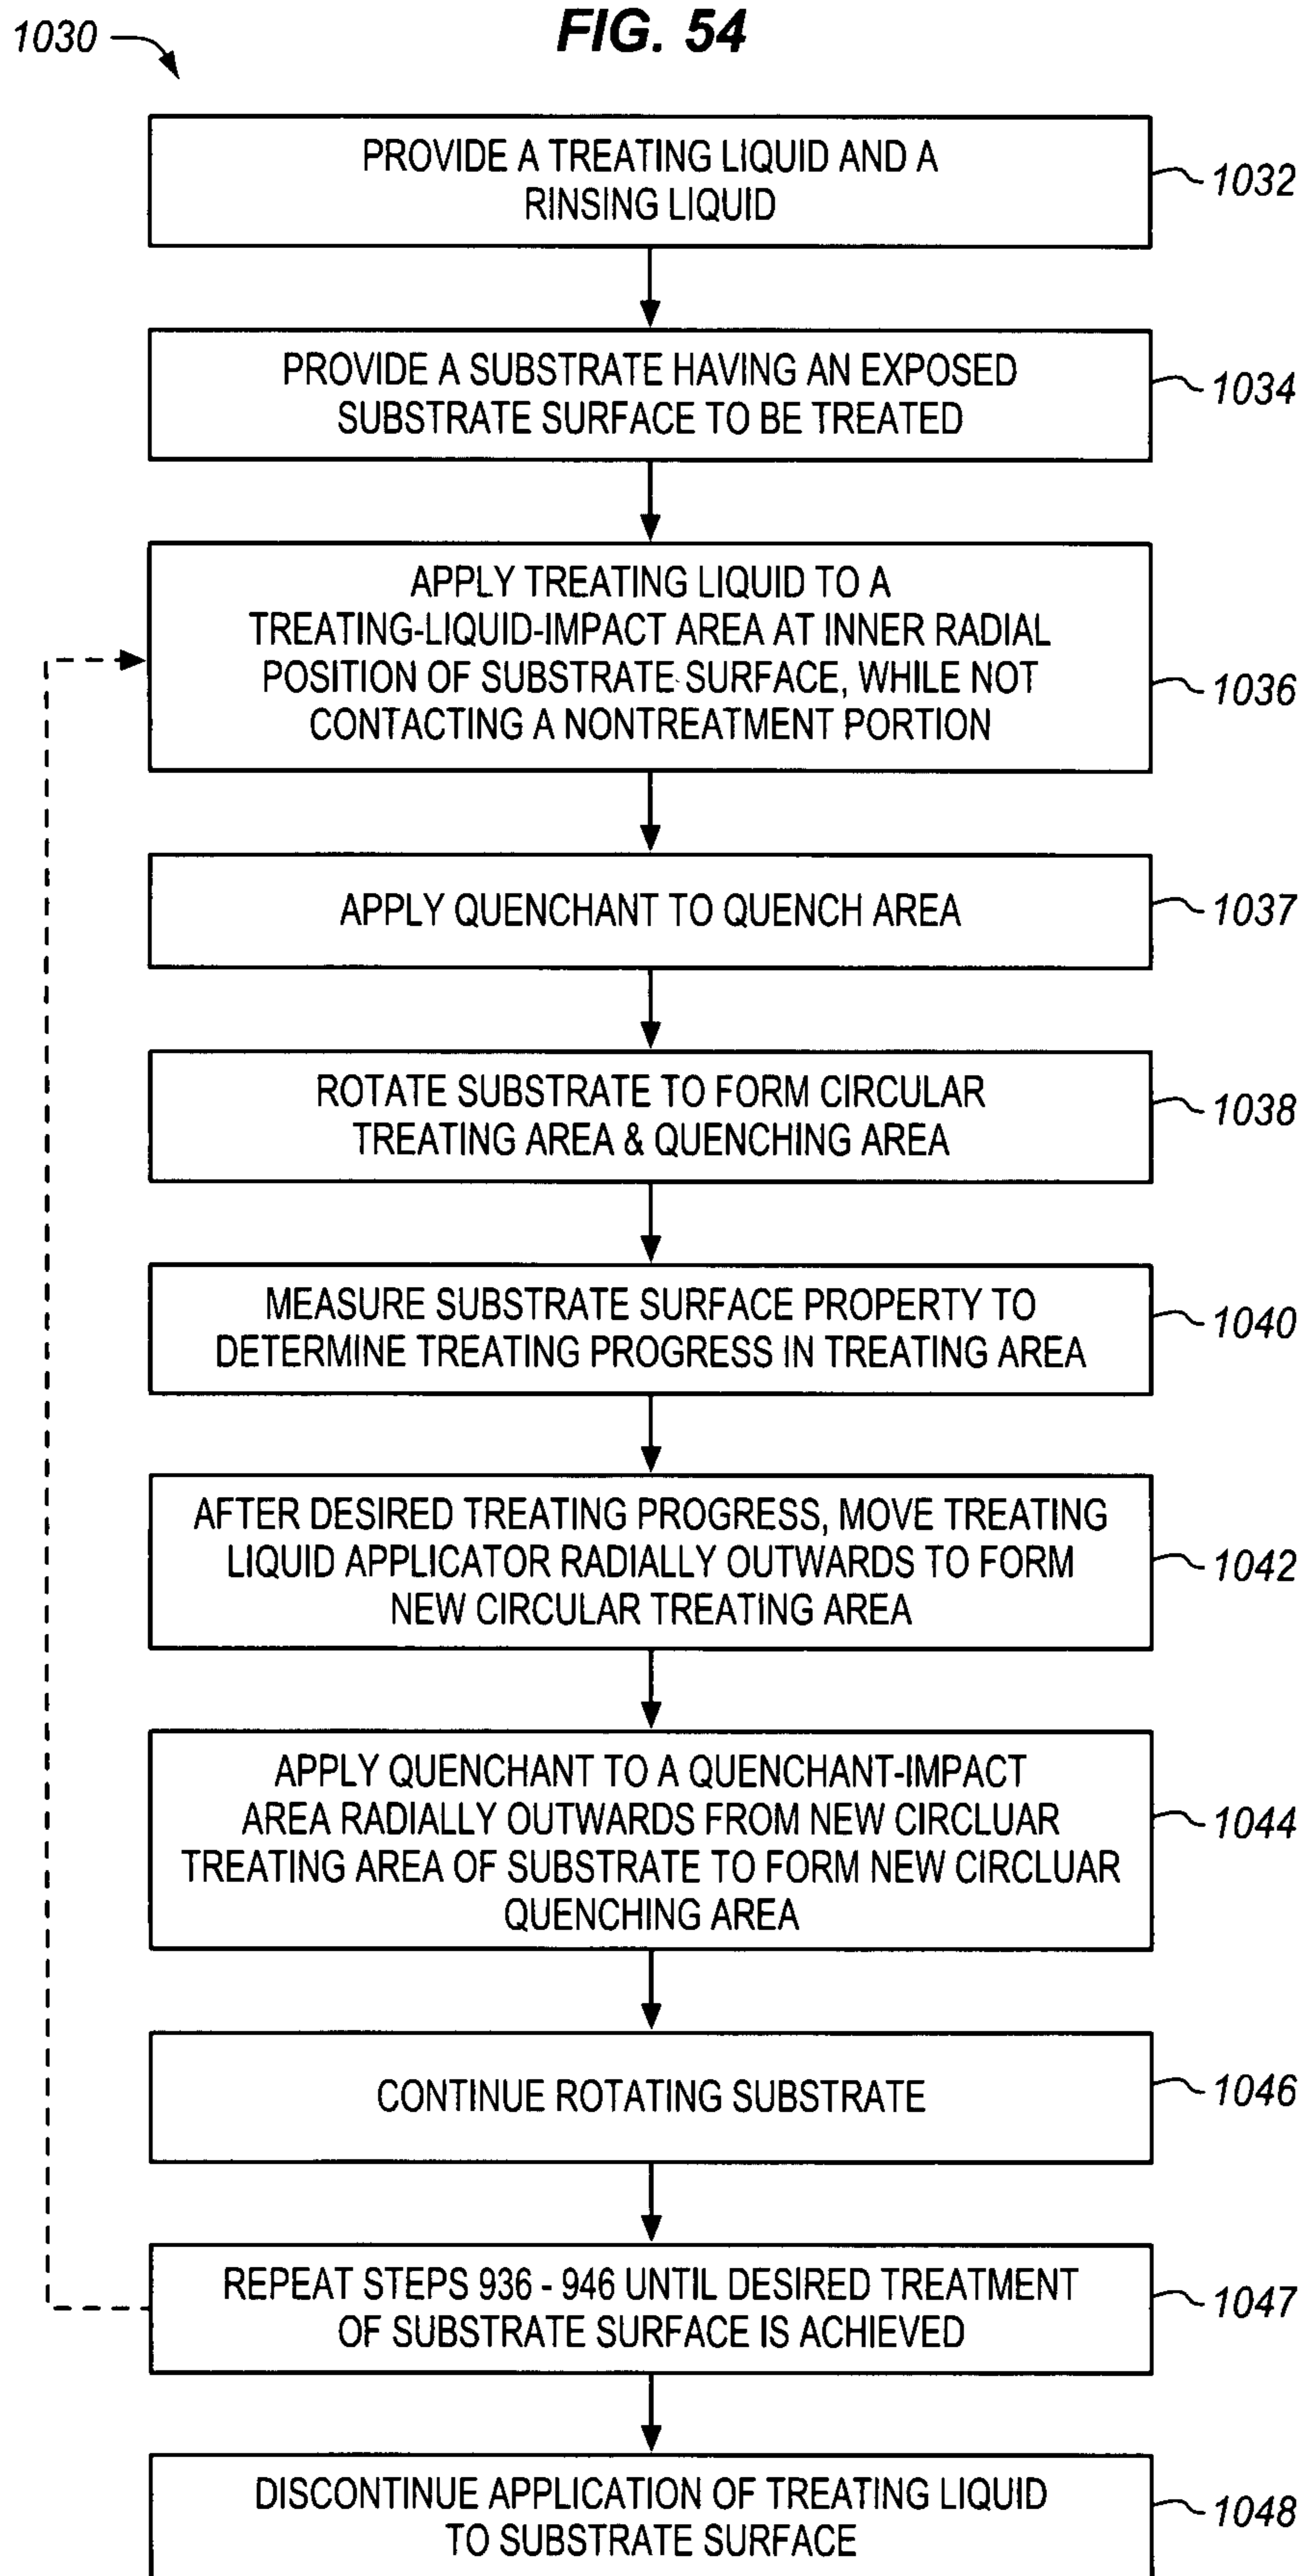 FIG. 54
1030
PROVIDE A TREATING LIQUID AND A
RINSING LIQUID
1032
PROVIDE A SUBSTRATE HAVING AN EXPOSED
SUBSTRATE SURFACE TO BE TREATED
1034
APPLY TREATING LIQUID TO A
TREATING-LIQUID-IMPACT AREA AT INNER RADIAL
POSITION OF SUBSTRATE SURFACE, WHILE NOT
CONTACTING A NONTREATMENT PORTION
1036
APPLY QUENCHANT TO QUENCH AREA
1037
ROTATE SUBSTRATE TO FORM CIRCULAR
TREATING AREA & QUENCHING AREA
1038
MEASURE SUBSTRATE SURFACE PROPERTY TO
DETERMINE TREATING PROGRESS IN TREATING AREA
1040
AFTER DESIRED TREATING PROGRESS, MOVE TREATING
LIQUID APPLICATOR RADIALLY OUTWARDS TO FORM
NEW CIRCULAR TREATING AREA
1042
APPLY QUENCHANT TO A QUENCHANT-IMPACT
AREA RADIALLY OUTWARDS FROM NEW CIRCLUAR
TREATING AREA OF SUBSTRATE TO FORM NEW CIRCLUAR
QUENCHING AREA
1044
CONTINUE ROTATING SUBSTRATE
1046
REPEAT STEPS 936 - 946 UNTIL DESIRED TREATMENT
OF SUBSTRATE SURFACE IS ACHIEVED
1047
DISCONTINUE APPLICATION OF TREATING LIQUID
TO SUBSTRATE SURFACE
1048